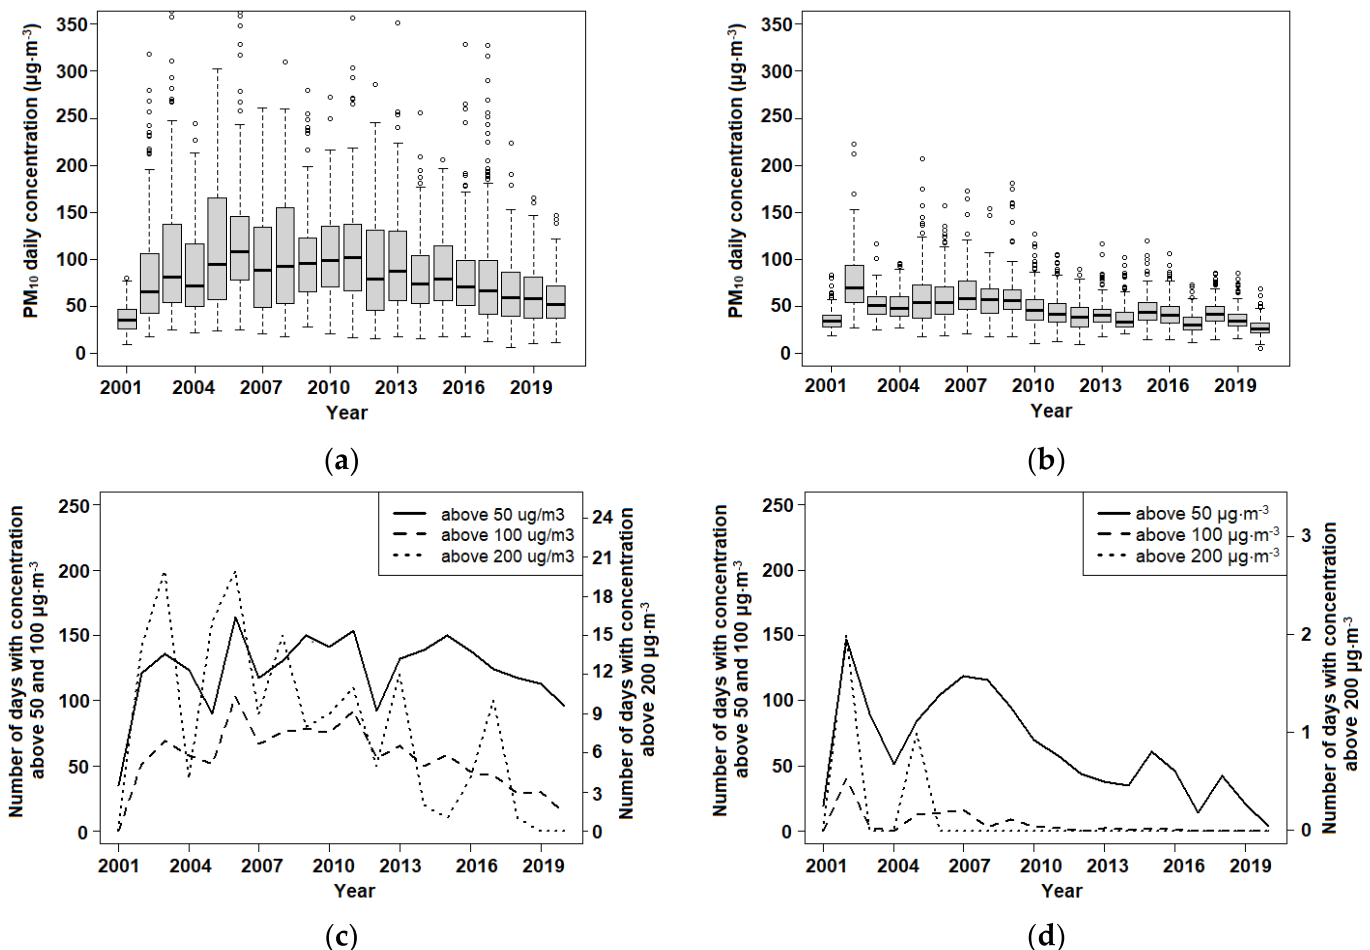 350
300
250
200
150
100
50
0
PM₁₀ daily concentration (µg·m⁻³)
2001 2004 2007 2010 2013 2016 2019
Year
(a)
350
300
250
200
150
100
50
0
PM₁₀ daily concentration (µg·m⁻³)
2001 2004 2007 2010 2013 2016 2019
Year
(b)
Number of days with concentration
above 50 and 100 µg·m⁻³
250
200
150
100
50
0
above 50 ug/m3
above 100 ug/m3
above 200 ug/m3
24
21
18
15
12
9
6
3
0
Number of days with concentration
above 200 µg·m⁻³
2001 2004 2007 2010 2013 2016 2019
Year
(c)
Number of days with concentration
above 50 and 100 µg·m⁻³
250
200
150
100
50
0
above 50 µg·m⁻³
above 100 µg·m⁻³
above 200 µg·m⁻³
3
2
1
0
Number of days with concentration
above 200 µg·m⁻³
2001 2004 2007 2010 2013 2016 2019
Year
(d)